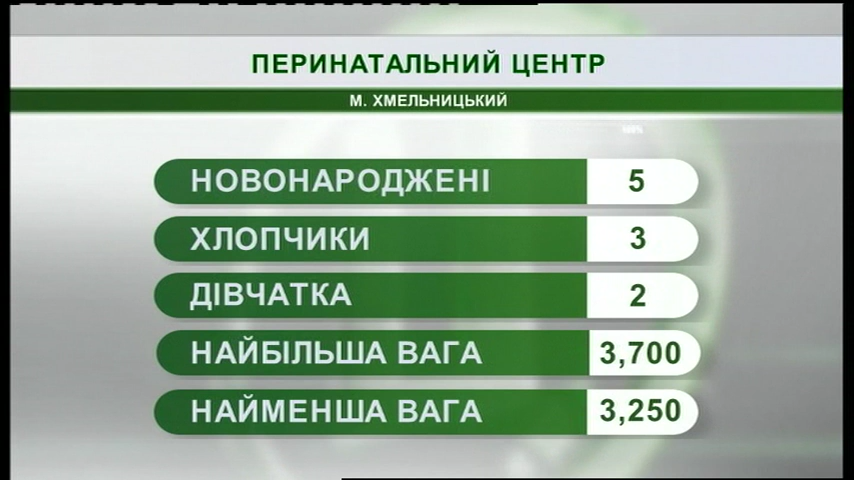 ПЕРИНАТАЛЬНИЙ ЦЕНТР
М. ХМЕЛЬНИЦЬКИЙ
НОВОНАРОДЖЕНІ 5
ХЛОПЧИКИ 3
ДІВЧАТКА 2
НАЙБІЛЬША ВАГА 3,700
НАЙМЕНША ВАГА 3,250